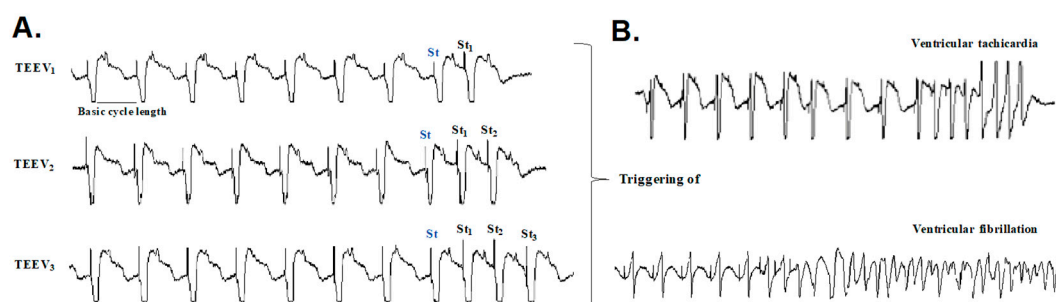 A.
TEEV1
St St1
Basic cycle length
TEEV2
St St1 St2
TEEV3
St St1 St2 St3
Triggering of
B.
Ventricular tachicardia
Ventricular fibrillation